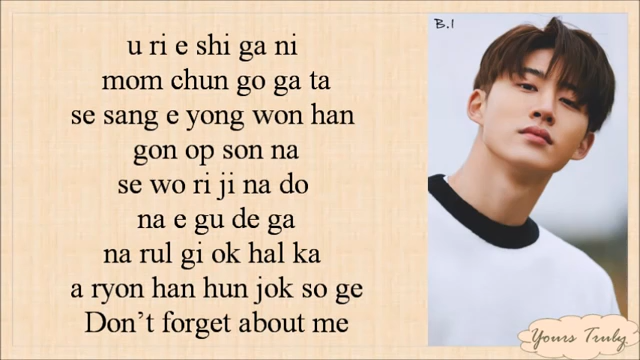 u ri e shi ga ni
mom chun go ga ta
se sang e yong won han
gon op son na
se wo ri ji na do
na e gu de ga
na rul gi ok hal ka
a ryon han hun jok so ge
Don't forget about me
B.I
Yours Truly